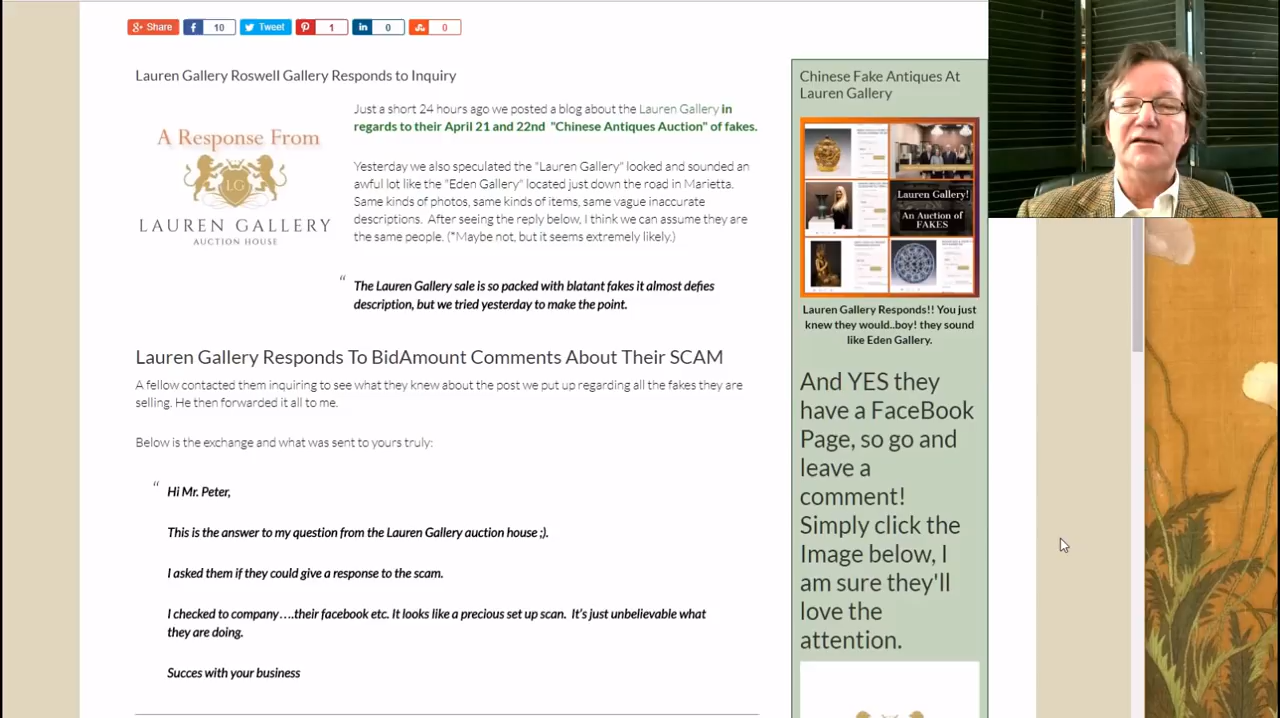 Share
10
Tweet
1
0
0
Lauren Gallery Roswell Gallery Responds to Inquiry
A Response From
LG
LAUREN GALLERY
AUCTION HOUSE
Just a short 24 hours ago we posted a blog about the Lauren Gallery in
regards to their April 21 and 22nd "Chinese Antiques Auction" of fakes.
Yesterday we also speculated the "Lauren Gallery" looked and sounded an
awful lot like the "Eden Gallery" located just down the road in Marietta.
Same kinds of photos, same kinds of items, same vague inaccurate
descriptions. After seeing the reply below, I think we can assume they are
the same people. (*Maybe not, but it seems extremely likely.)
“ The Lauren Gallery sale is so packed with blatant fakes it almost defies
description, but we tried yesterday to make the point.
Lauren Gallery Responds To BidAmount Comments About Their SCAM
A fellow contacted them inquiring to see what they knew about the post we put up regarding all the fakes they are
selling. He then forwarded it all to me.
Below is the exchange and what was sent to yours truly:
“ Hi Mr. Peter,
This is the answer to my question from the Lauren Gallery auction house ;).
I asked them if they could give a response to the scam.
I checked to company….their facebook etc. It looks like a precious set up scan. It's just unbelievable what
they are doing.
Succes with your business
Chinese Fake Antiques At
Lauren Gallery
Lauren Gallery!
An Auction of
FAKES
Lauren Gallery Responds!! You just
knew they would..boy! they sound
like Eden Gallery.
And YES they
have a FaceBook
Page, so go and
leave a
comment!
Simply click the
Image below, I
am sure they'll
love the
attention.